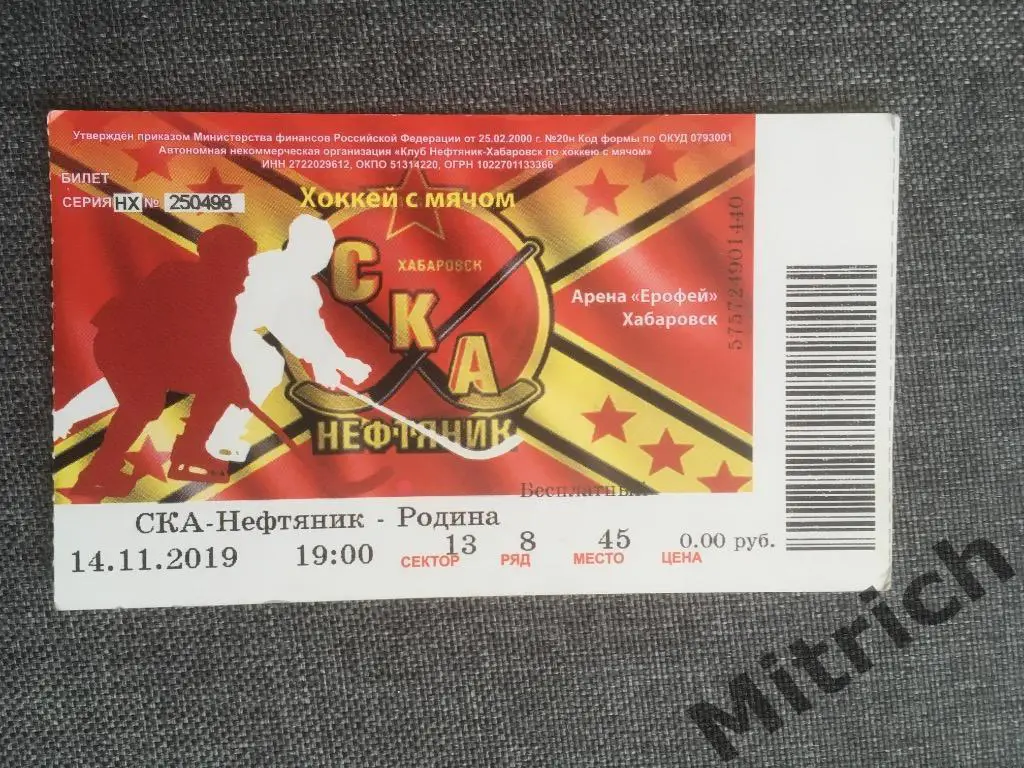 Утверждён приказом Министерства финансов Российской Федерации от 25.02.2000 г. №20н Код формы по ОКУД 0793001
Автономная некоммерческая организация «Клуб Нефтяник-Хабаровск по хоккею с мячом»
ИНН 2722029612, ОКПО 51314220, ОГРН 1022701133366
БИЛЕТ
СЕРИЯ НХ № 250498
Хоккей с мячом
ХАБАРОВСК
СКА
НЕФТЯНИК
Арена «Ерофей»
Хабаровск
575724901440
Бесплатный
СКА-Нефтяник - Родина
14.11.2019 19:00 СЕКТОР 13 РЯД 8 МЕСТО 45 ЦЕНА 0.00 руб.
Mitrich